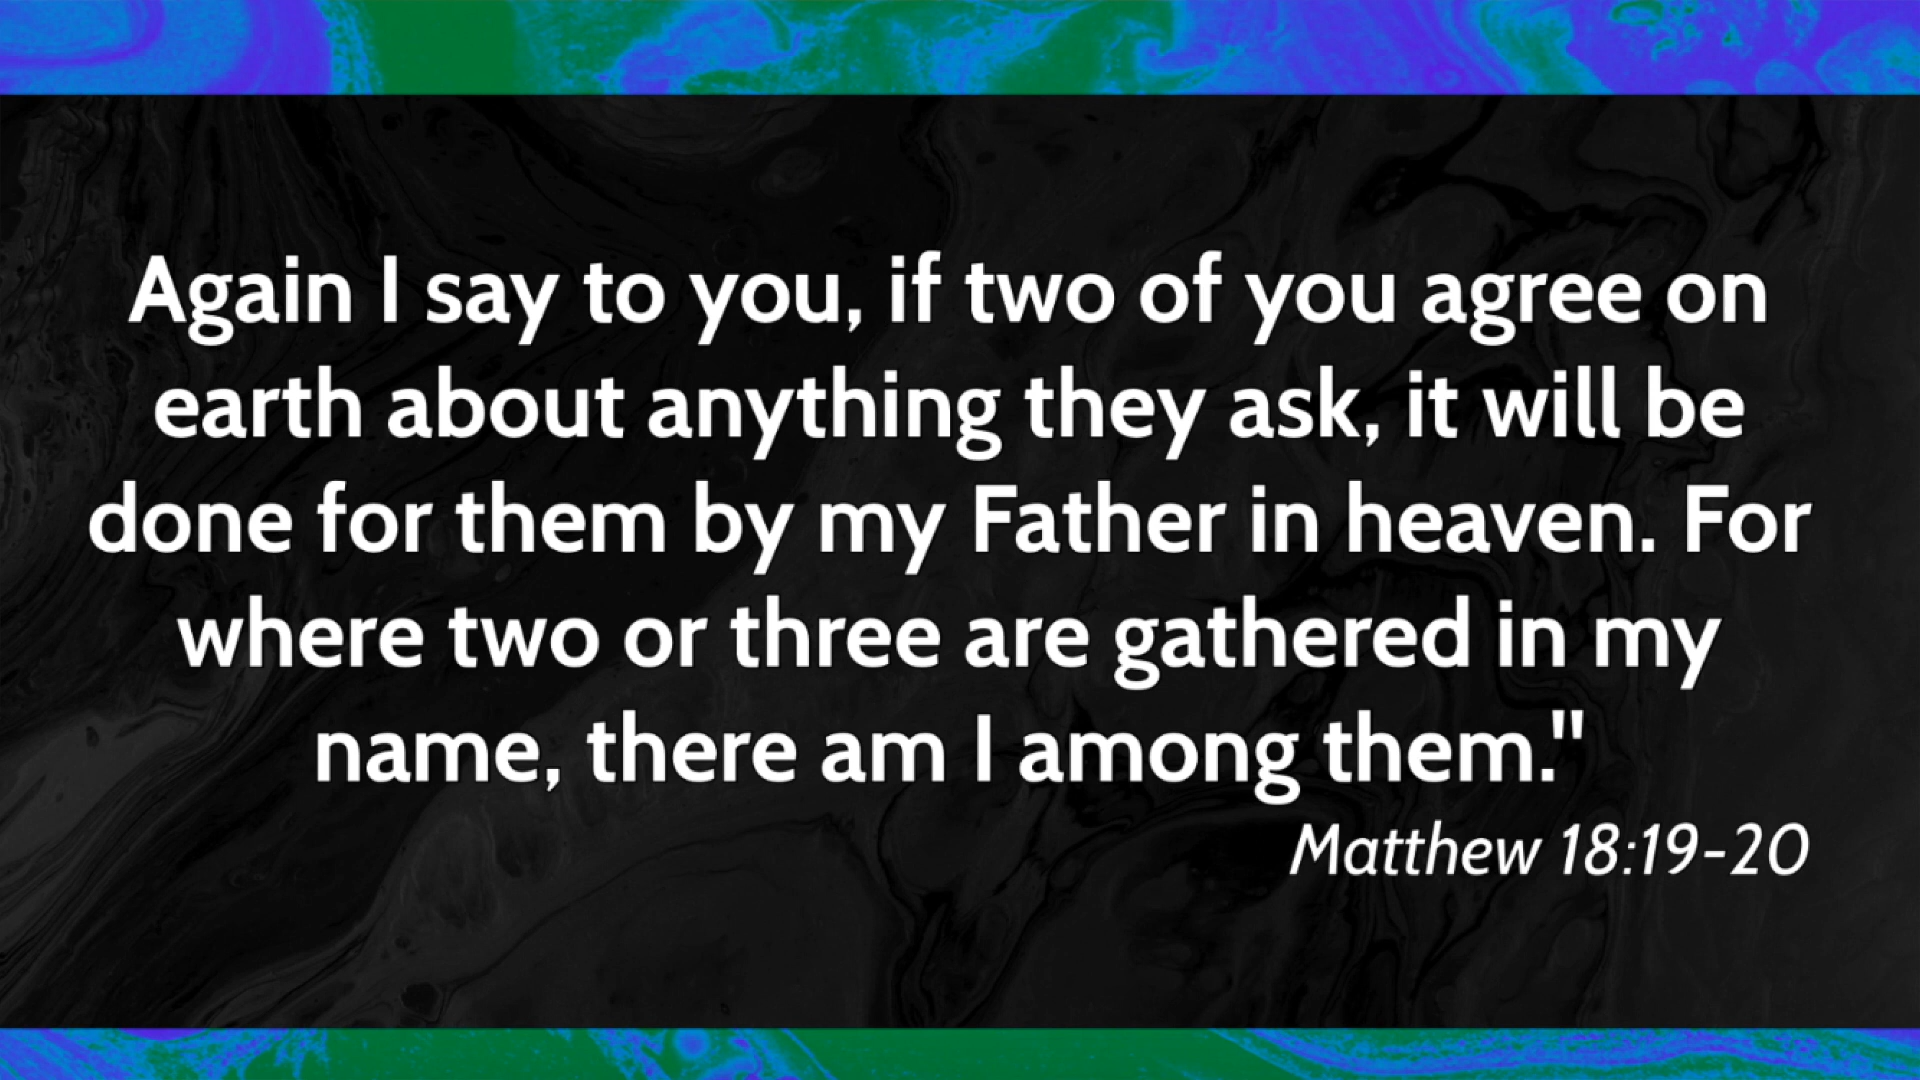 Again I say to you, if two of you agree on
earth about anything they ask, it will be
done for them by my Father in heaven. For
where two or three are gathered in my
name, there am I among them."
Matthew 18:19-20